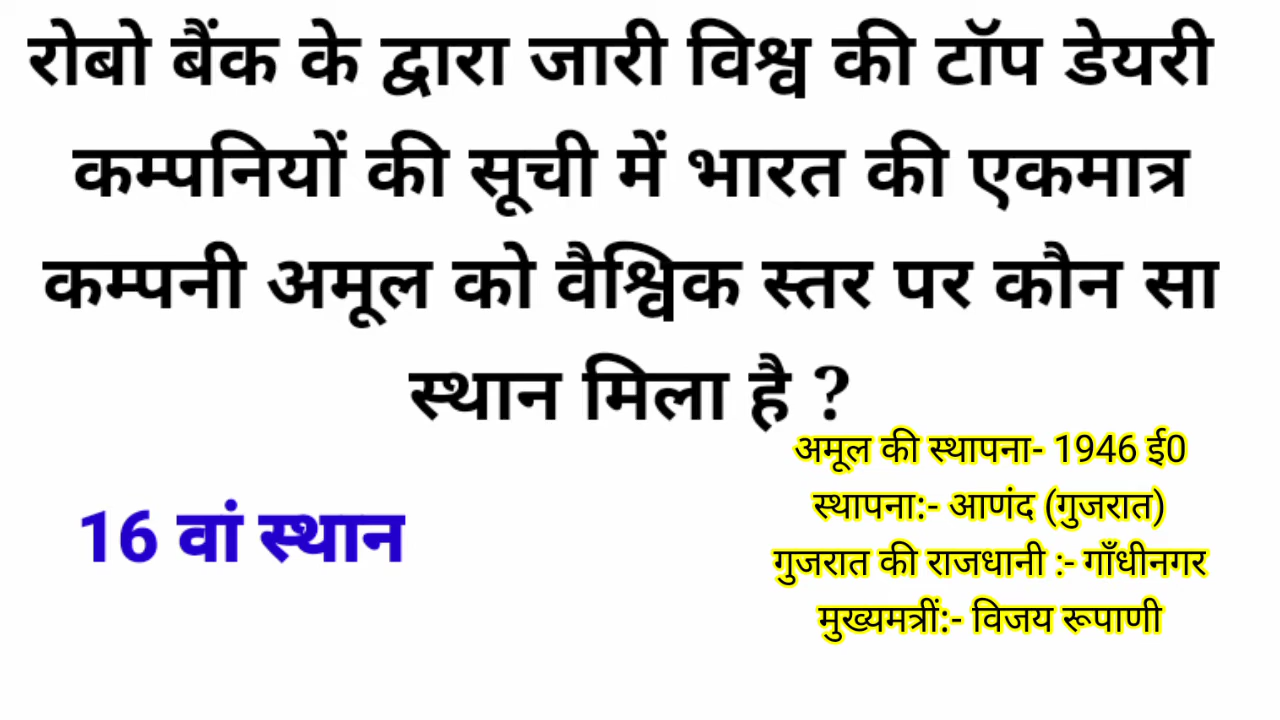 रोबो बैंक के द्वारा जारी विश्व की टॉप डेयरी
कम्पनियों की सूची में भारत की एकमात्र
कम्पनी अमूल को वैश्विक स्तर पर कौन सा
स्थान मिला है ?
अमूल की स्थापना- 1946 ई0
स्थापना:- आणंद (गुजरात)
गुजरात की राजधानी :- गाँधीनगर
मुख्यमत्रीं:- विजय रूपाणी
16 वां स्थान